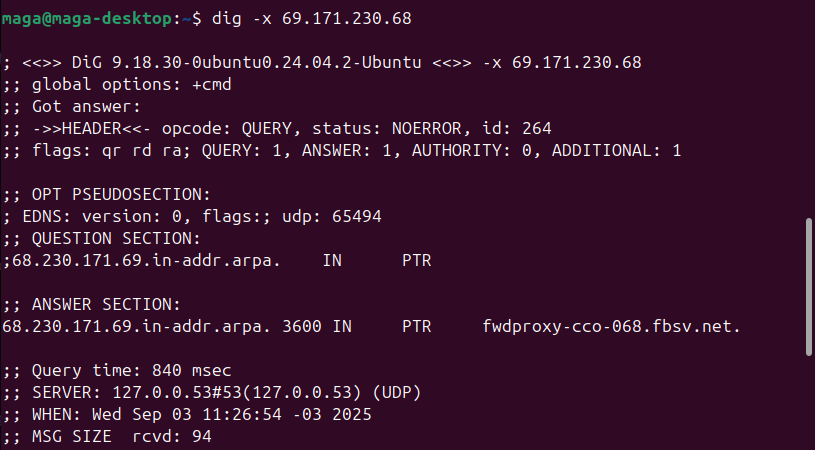 maga@maga-desktop:~$ dig -x 69.171.230.68
; <<>> DiG 9.18.30-0ubuntu0.24.04.2-Ubuntu <<>> -x 69.171.230.68
;; global options: +cmd
;; Got answer:
;; ->>HEADER<<- opcode: QUERY, status: NOERROR, id: 264
;; flags: qr rd ra; QUERY: 1, ANSWER: 1, AUTHORITY: 0, ADDITIONAL: 1
;; OPT PSEUDOSECTION:
; EDNS: version: 0, flags:; udp: 65494
;; QUESTION SECTION:
;68.230.171.69.in-addr.arpa. IN PTR
;; ANSWER SECTION:
68.230.171.69.in-addr.arpa. 3600 IN PTR fwdproxy-cco-068.fbsv.net.
;; Query time: 840 msec
;; SERVER: 127.0.0.53#53(127.0.0.53) (UDP)
;; WHEN: Wed Sep 03 11:26:54 -03 2025
;; MSG SIZE rcvd: 94